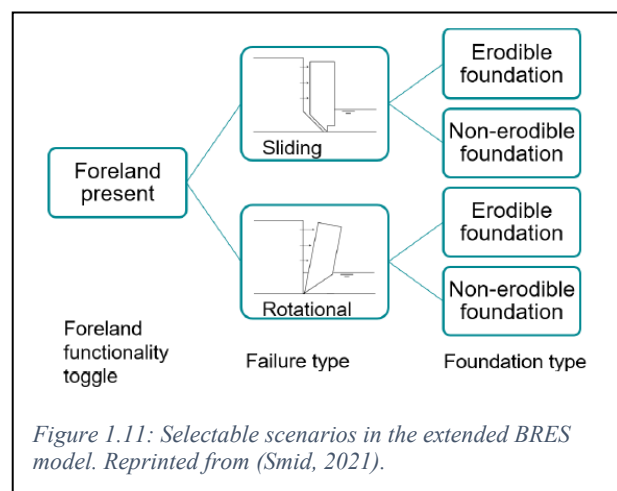 Foreland
present
Sliding
Rotational
Erodible
foundation
Non-erodible
foundation
Erodible
foundation
Non-erodible
foundation
Foreland
functionality
toggle
Failure type
Foundation type
Figure 1.11: Selectable scenarios in the extended BRES
model. Reprinted from (Smid, 2021).